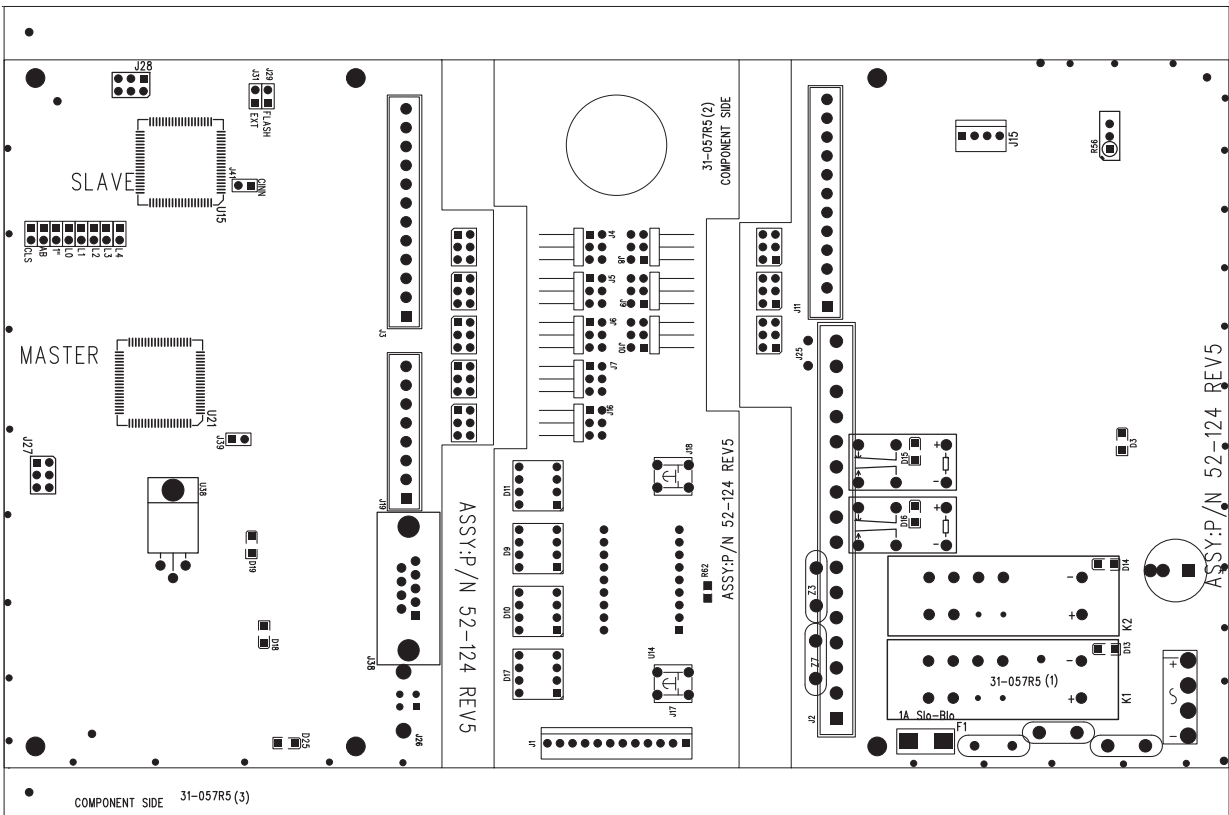 J28
J31
J29
EXT
FLASH
SLAVE
J41
CINN
U15
CLS
AB
1"
L0
L1
L2
L3
L4
MASTER
U21
J27
J39
U38
D19
D18
D25
COMPONENT SIDE 31-057R5 (3)
J3
J19
J38
J26
ASSY:P/N 52-124 REV5
31-057R5 (2)
COMPONENT SIDE
J4
J8
J5
J9
J6
J10
J7
J16
J18
D11
D9
D10
D17
R62
U14
J17
J1
ASSY:P/N 52-124 REV5
J11
J15
R56
J25
D3
D15
+
-
D16
+
-
Z3
Z7
J2
D14
-
+
K2
D13
-
+
K1
31-057R5 (1)
1A Slo-Blo
F1
+
-
ASSY:P/N 52-124 REV5